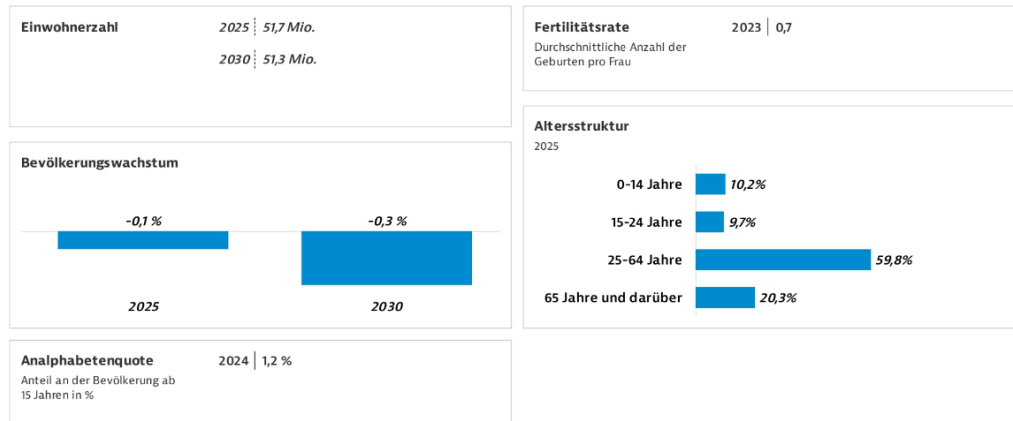 Einwohnerzahl 2025 51,7 Mio.
2030 51,3 Mio.
Bevölkerungswachstum
-0,1 % -0,3 %
2025 2030
Analphabetenquote 2024 1,2 %
Anteil an der Bevölkerung ab
15 Jahren in %
Fertilitätsrate 2023 0,7
Durchschnittliche Anzahl der
Geburten pro Frau
Altersstruktur
2025
0-14 Jahre 10,2%
15-24 Jahre 9,7%
25-64 Jahre 59,8%
65 Jahre und darüber 20,3%